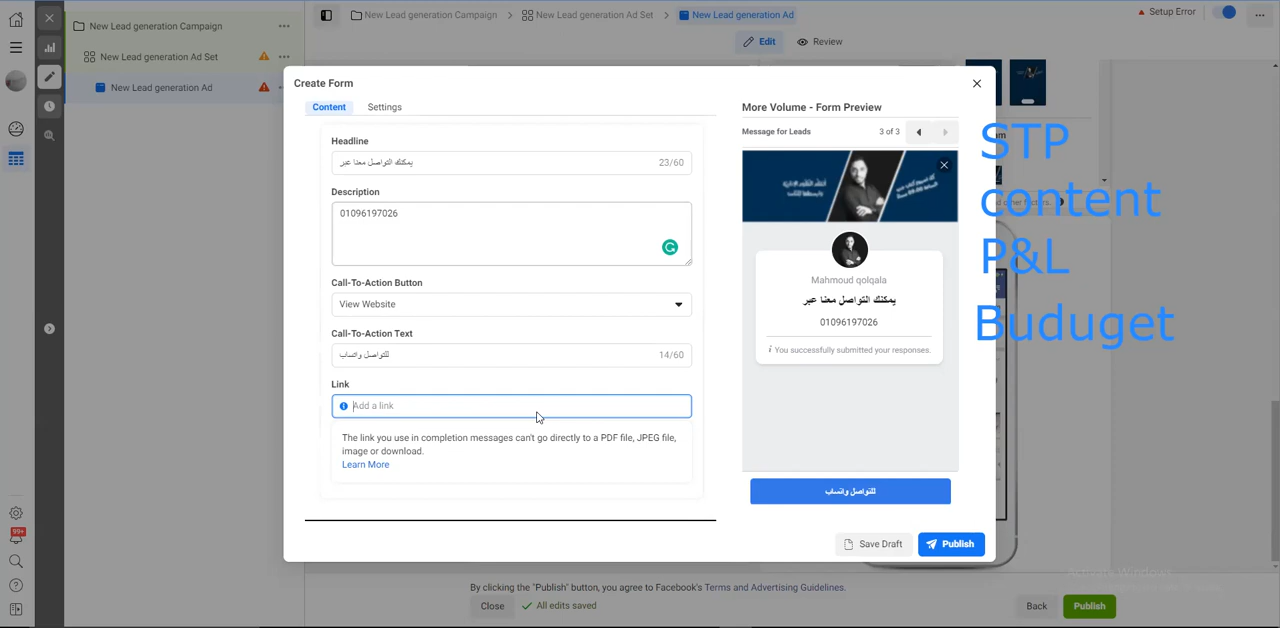 New Lead generation Campaign
New Lead generation Ad Set
New Lead generation Ad
New Lead generation Campaign > New Lead generation Ad Set > New Lead generation Ad
Setup Error
Edit
Review
Create Form
Content
Settings
Headline
يمكنك التواصل معنا عبر
23/60
Description
01096197026
Call-To-Action Button
View Website
Call-To-Action Text
للتواصل واتساب
14/60
Link
Add a link
The link you use in completion messages can't go directly to a PDF file, JPEG file,
image or download.
Learn More
More Volume - Form Preview
Message for Leads
3 of 3
Mahmoud qolqala
يمكنك التواصل معنا عبر
01096197026
You successfully submitted your responses.
للتواصل واتساب
Save Draft
Publish
STP
content
P&L
Buduget
By clicking the "Publish" button, you agree to Facebook's Terms and Advertising Guidelines.
Close
All edits saved
Back
Publish
Activate Windows
99+